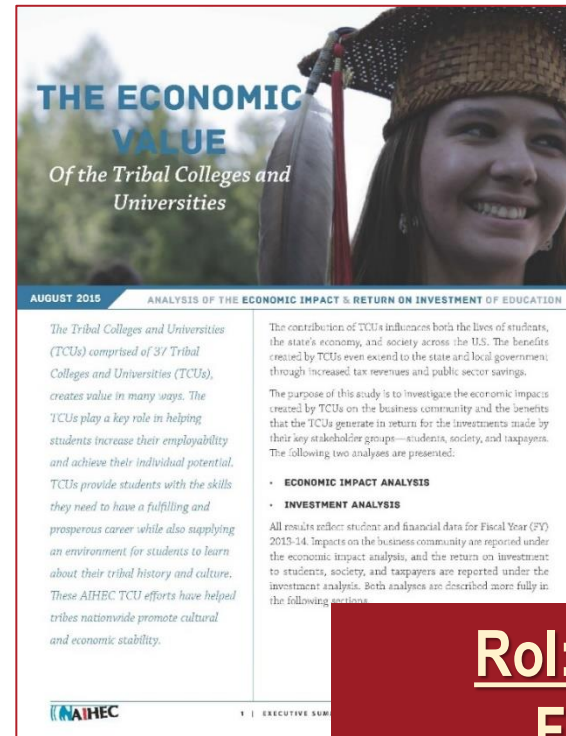 THE ECONOMIC
VALUE
Of the Tribal Colleges and
Universities
AUGUST 2015
ANALYSIS OF THE ECONOMIC IMPACT & RETURN ON INVESTMENT OF EDUCATION
The Tribal Colleges and Universities
(TCUs) comprised of 37 Tribal
Colleges and Universities (TCUs),
creates value in many ways. The
TCUs play a key role in helping
students increase their employability
and achieve their individual potential.
TCUs provide students with the skills
they need to have a fulfilling and
prosperous career while also supplying
an environment for students to learn
about their tribal history and culture.
These AIHEC TCU efforts have helped
tribes nationwide promote cultural
and economic stability.
The contribution of TCUs influences both the lives of students,
the state's economy, and society across the U.S. The benefits
created by TCUs even extend to the state and local government
through increased tax revenues and public sector savings.
The purpose of this study is to investigate the economic impacts
created by TCUs on the business community and the benefits
that the TCUs generate in return for the investments made by
their key stakeholder groups—students, society, and taxpayers.
The following two analyses are presented:
• ECONOMIC IMPACT ANALYSIS
• INVESTMENT ANALYSIS
All results reflect student and financial data for Fiscal Year (FY)
2013-14. Impacts on the business community are reported under
the economic impact analysis, and the return on investment
to students, society, and taxpayers are reported under the
investment analysis. Both analyses are described more fully in
the following sections.
AIHEC
1 | EXECUTIVE SUM
RoI: